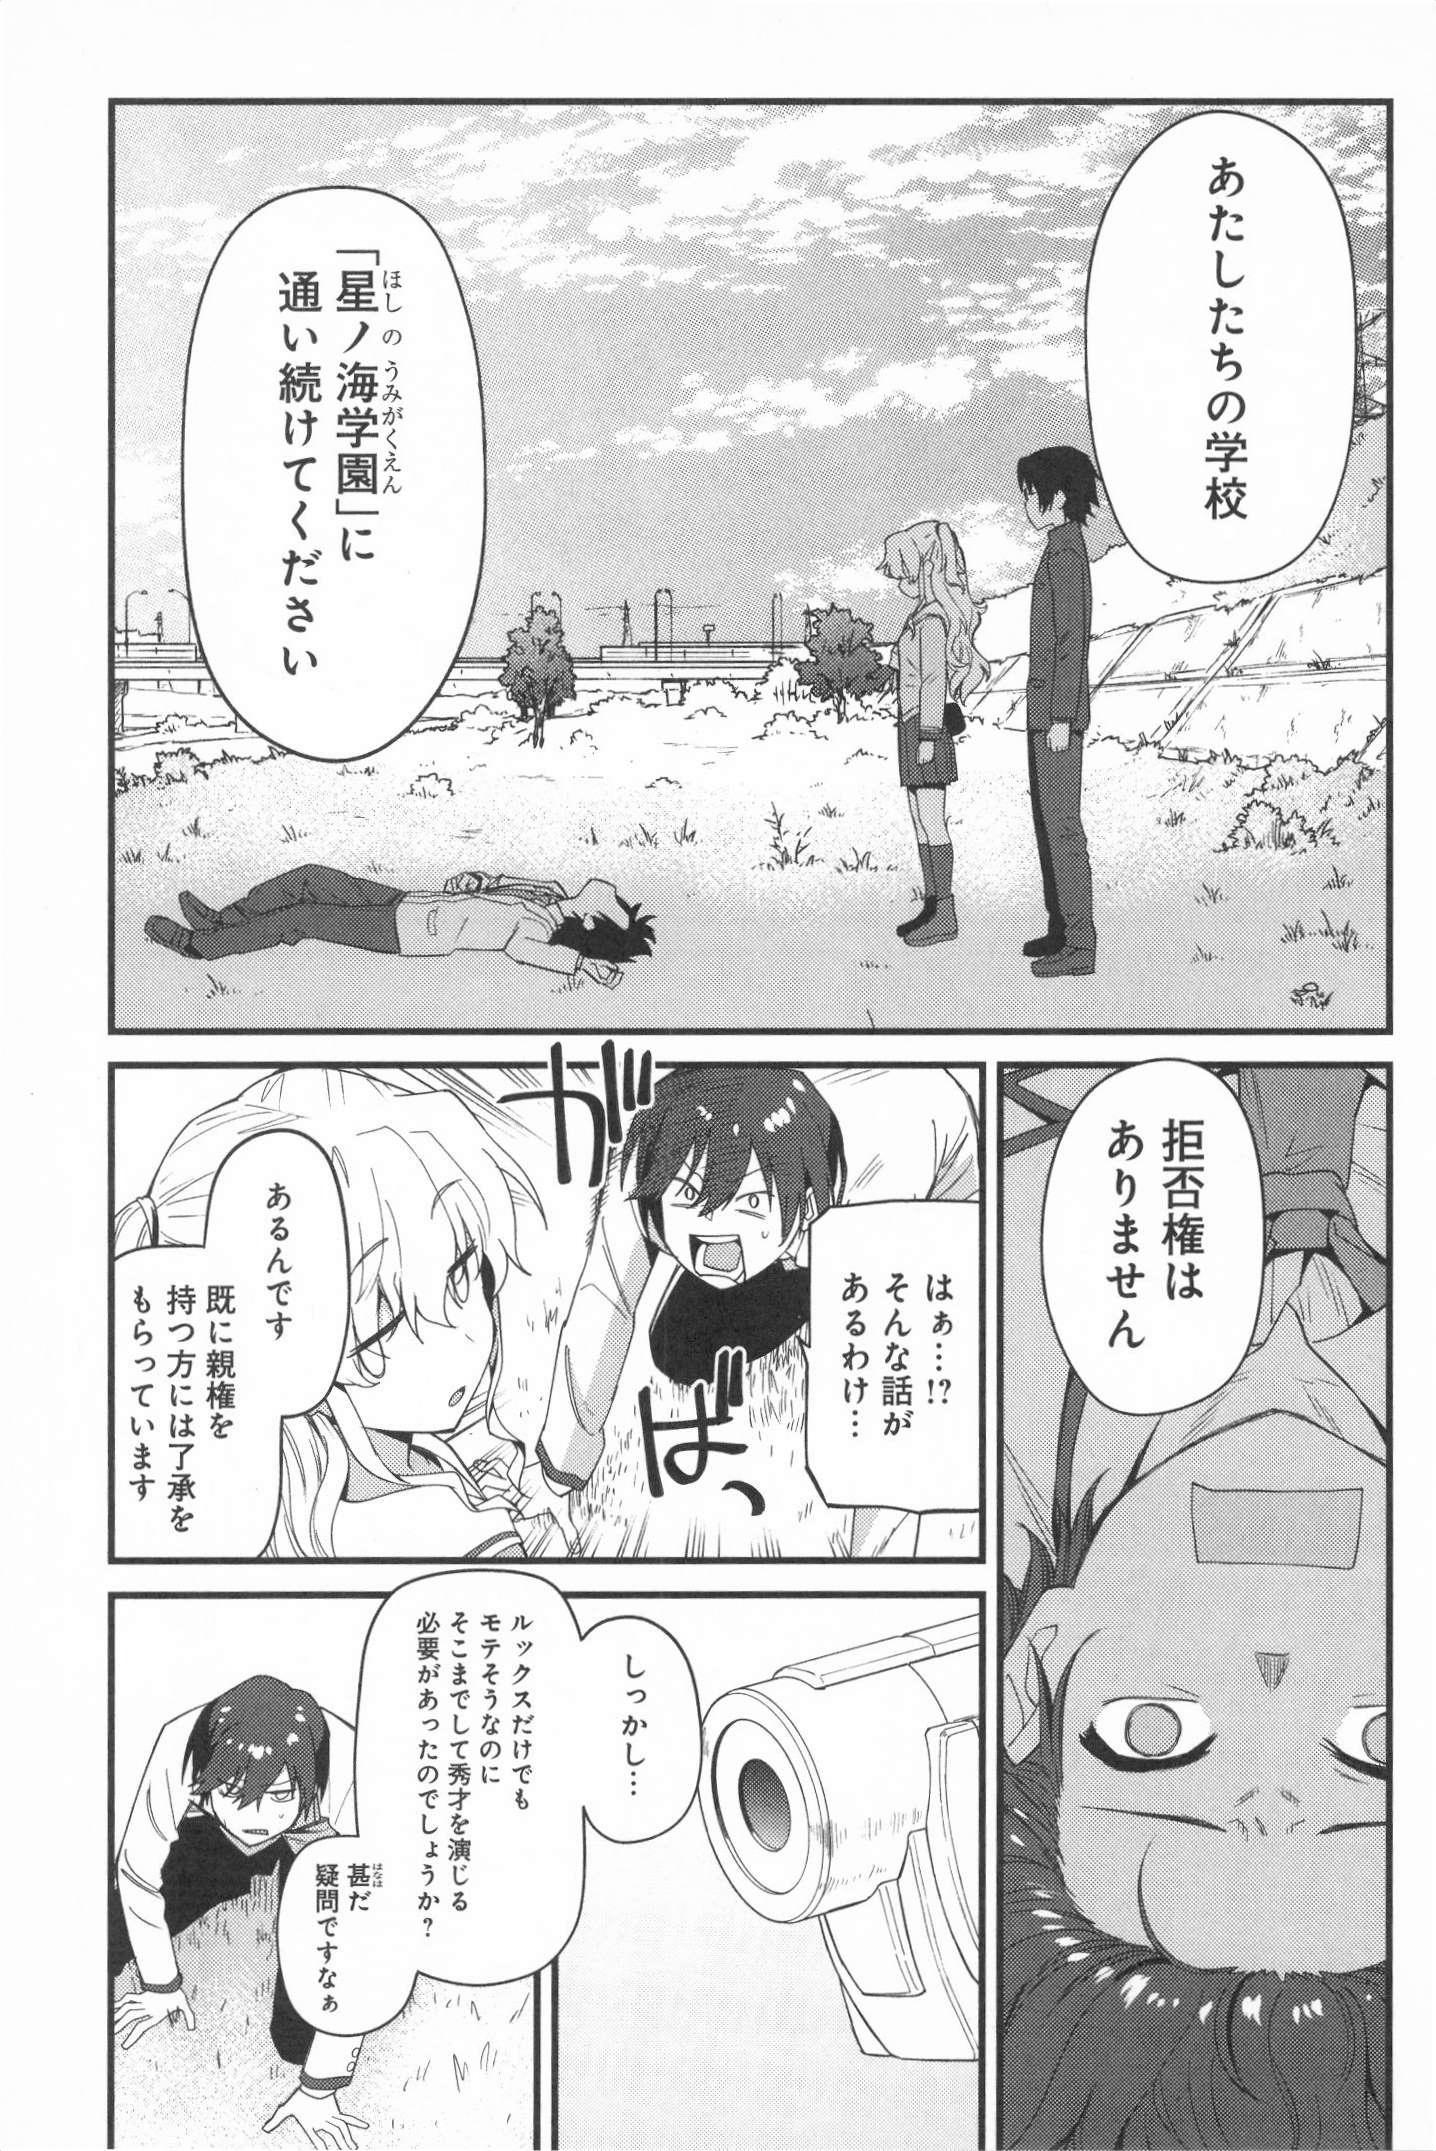 あたしたちの学校
「星ノ海学園」に
ほしのうみがくえん
通い続けてください
拒否権は
ありません
ガ
バ、
はぁ…!?
そんな話が
あるわけ…
あるんです
既に親権を
持つ方には了承を
もらっています
しっかし…
ルックスだけでも
モテそうなのに
そこまでして秀才を演じる
必要があったのでしょうか?
甚だ
はなは
疑問ですなぁ